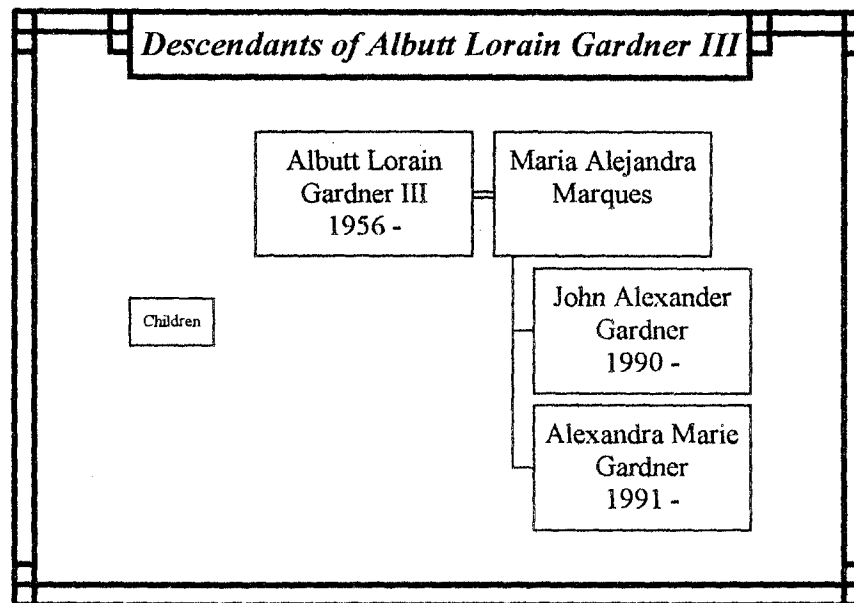 Descendants of Albutt Lorain Gardner III
Albutt Lorain
Gardner III
1956 -
Maria Alejandra
Marques
Children
John Alexander
Gardner
1990 -
Alexandra Marie
Gardner
1991 -